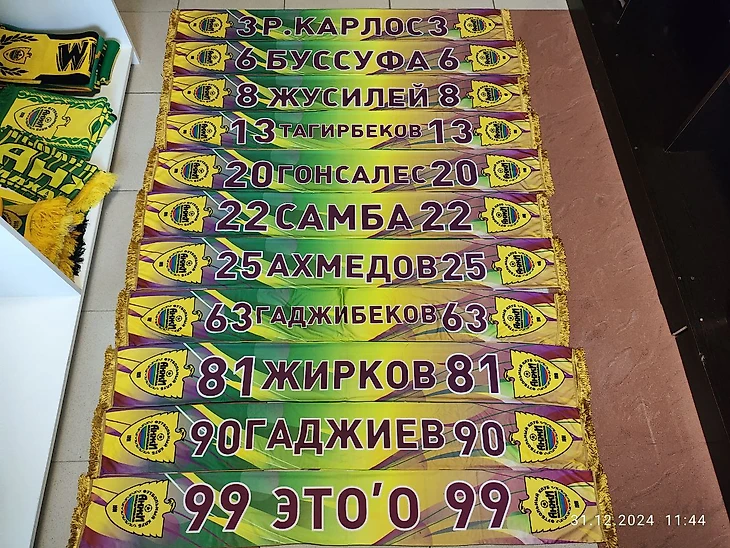 3 Р.КАРЛОС 3
6 БУССУФА 6
8 ЖУСИЛЕЙ 8
13 ТАГИРБЕКОВ 13
20 ГОНСАЛЕС 20
22 САМБА 22
25 АХМЕДОВ 25
63 ГАДЖИБЕКОВ 63
81 ЖИРКОВ 81
90 ГАДЖИЕВ 90
99 ЭТО'О 99
31.12.2024 11:44